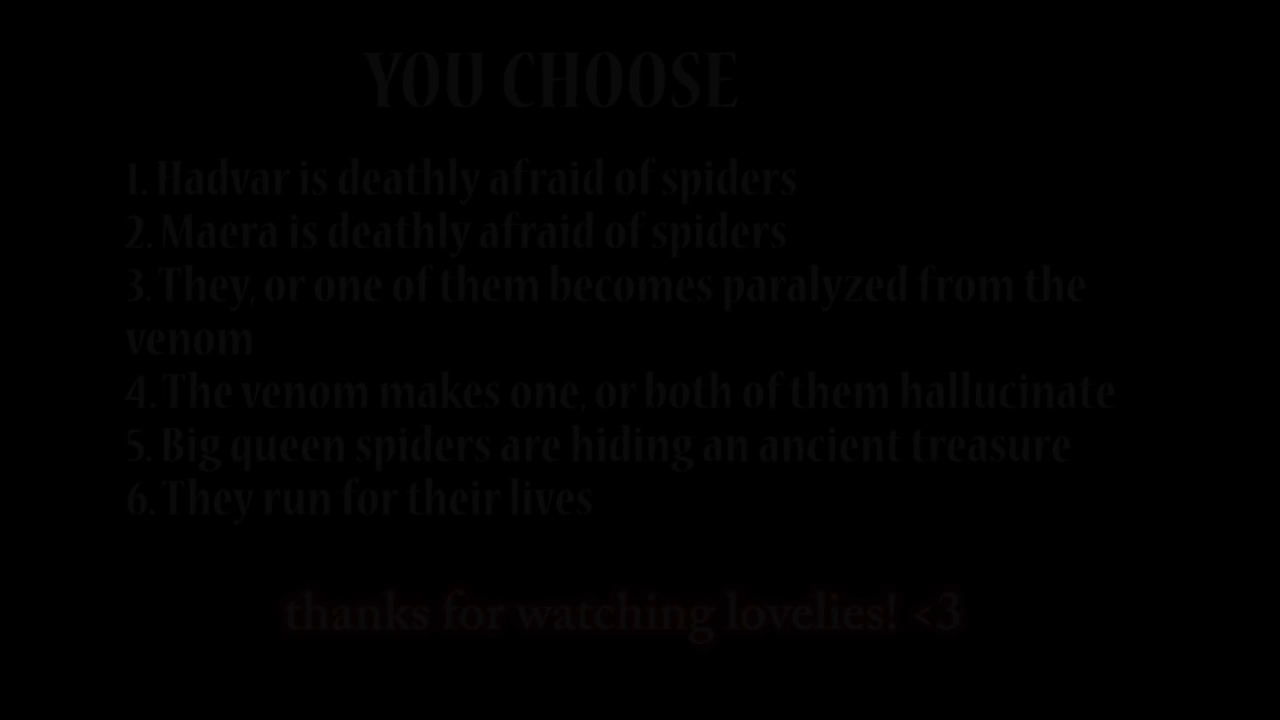 YOU CHOOSE
1. Hadvar is deathly afraid of spiders
2. Maera is deathly afraid of spiders
3. They, or one of them becomes paralyzed from the
venom
4. The venom makes one, or both of them hallucinate
5. Big queen spiders are hiding an ancient treasure
6. They run for their lives
thanks for watching lovelies! <3